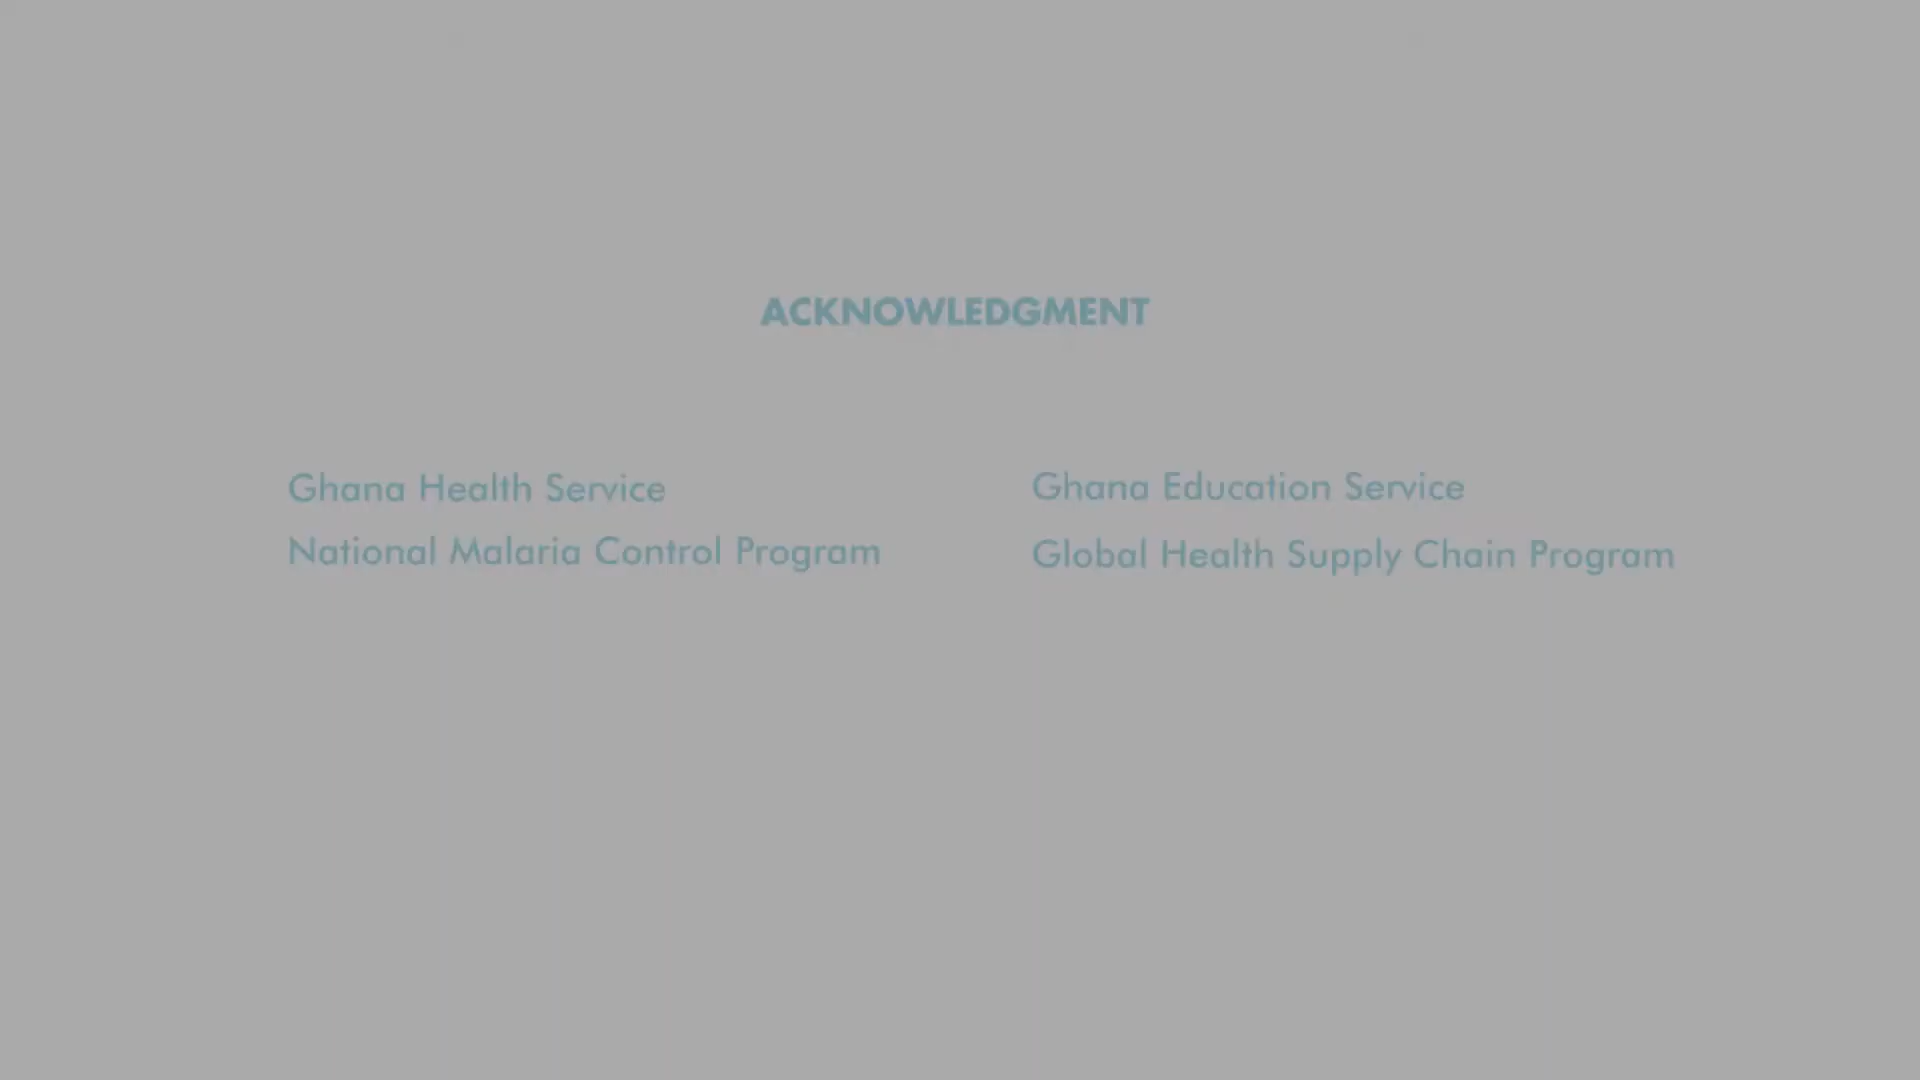 ACKNOWLEDGMENT
Ghana Health Service
National Malaria Control Program
Ghana Education Service
Global Health Supply Chain Program